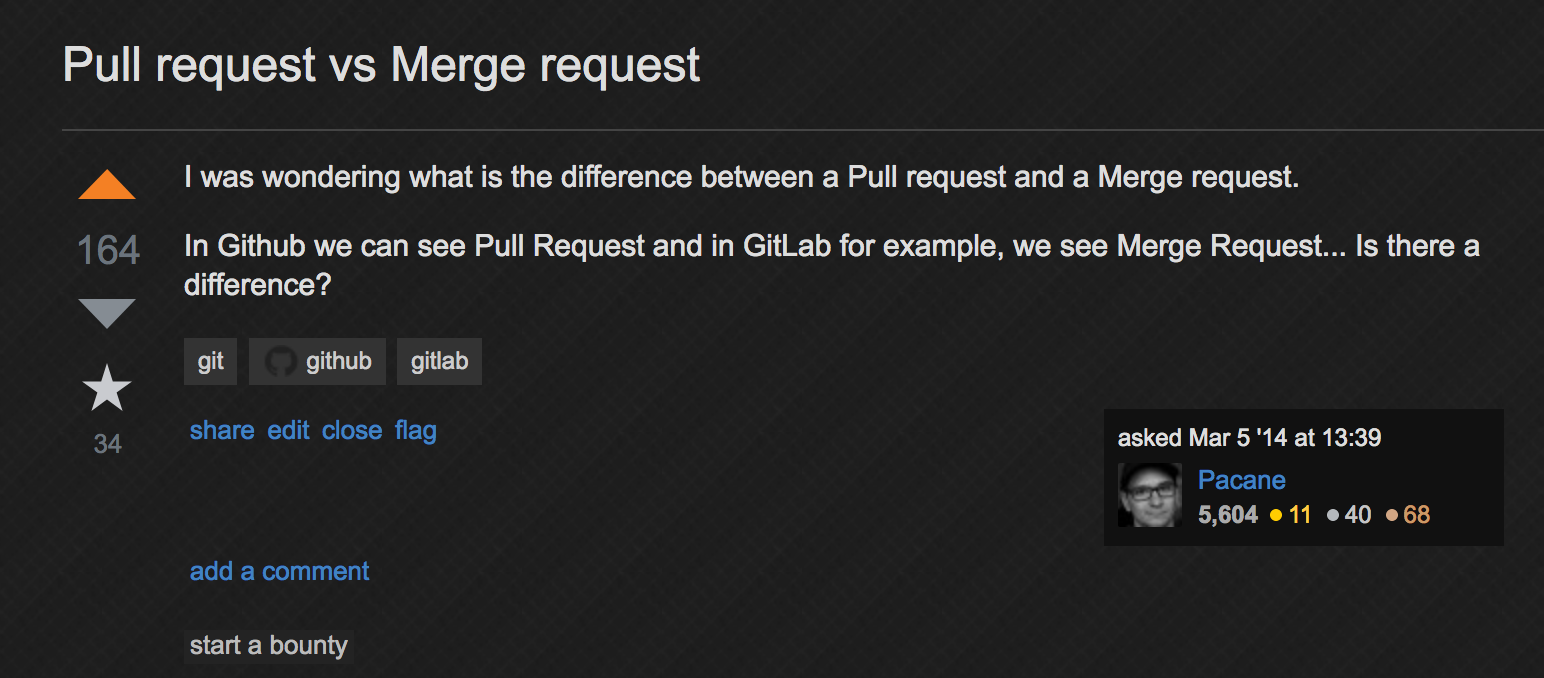 Pull request vs Merge request
I was wondering what is the difference between a Pull request and a Merge request.
164
In Github we can see Pull Request and in GitLab for example, we see Merge Request... Is there a
difference?
git github gitlab
34
share edit close flag
asked Mar 5 '14 at 13:39
Pacane
5,604 11 40 68
add a comment
start a bounty